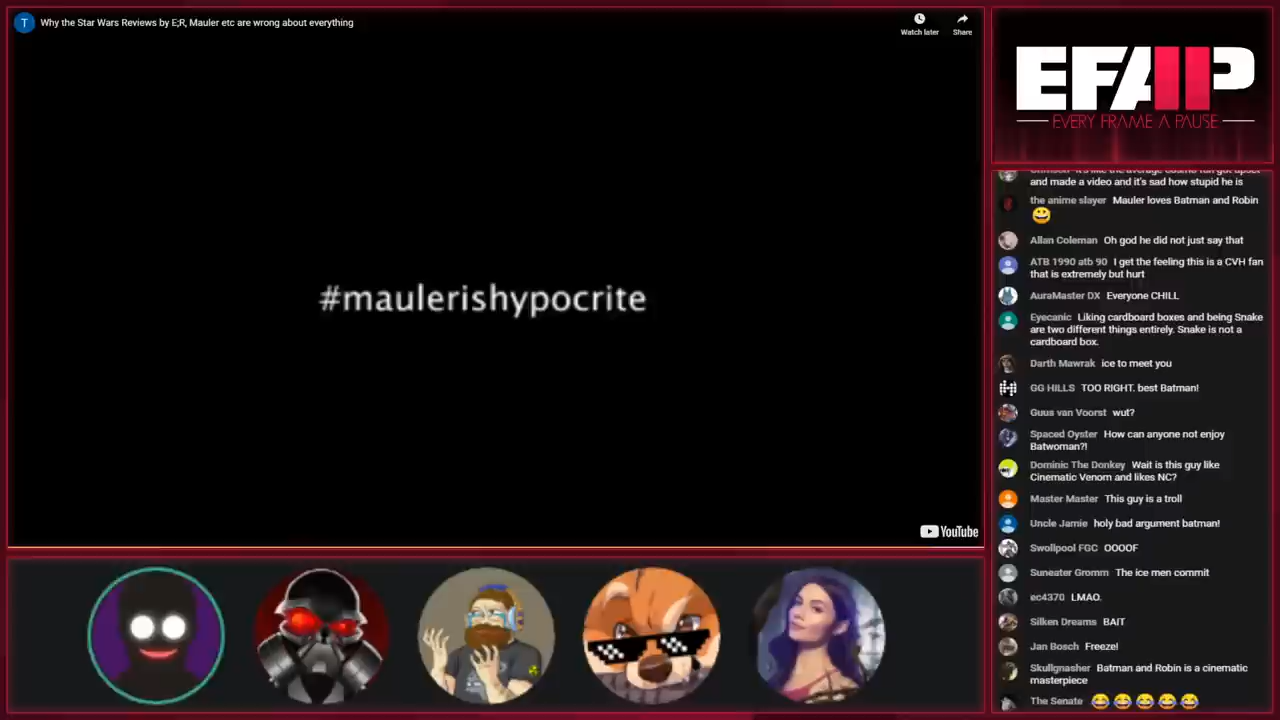 T
Why the Star Wars Reviews by E;R, Mauler etc are wrong about everything
Watch later
Share
#maulerishypocrite
YouTube
EFAP
EVERY FRAME A PAUSE
and made a video and it's sad how stupid he is
the anime slayer Mauler loves Batman and Robin
Allan Coleman Oh god he did not just say that
ATB 1990 atb 90 I get the feeling this is a CVH fan
that is extremely but hurt
AuraMaster DX Everyone CHILL
Eyecanic Liking cardboard boxes and being Snake
are two different things entirely. Snake is not a
cardboard box.
Darth Mawrak ice to meet you
GG HILLS TOO RIGHT. best Batman!
Guus van Voorst wut?
Spaced Oyster How can anyone not enjoy
Batwoman?!
Dominic The Donkey Wait is this guy like
Cinematic Venom and likes NC?
Master Master This guy is a troll
Uncle Jamie holy bad argument batman!
Swollpool FGC OOOOF
Suneater Gromm The ice men commit
ec4370 LMAO.
Silken Dreams BAIT
Jan Bosch Freeze!
Skullgnasher Batman and Robin is a cinematic
masterpiece
The Senate 😂😂😂😂😂